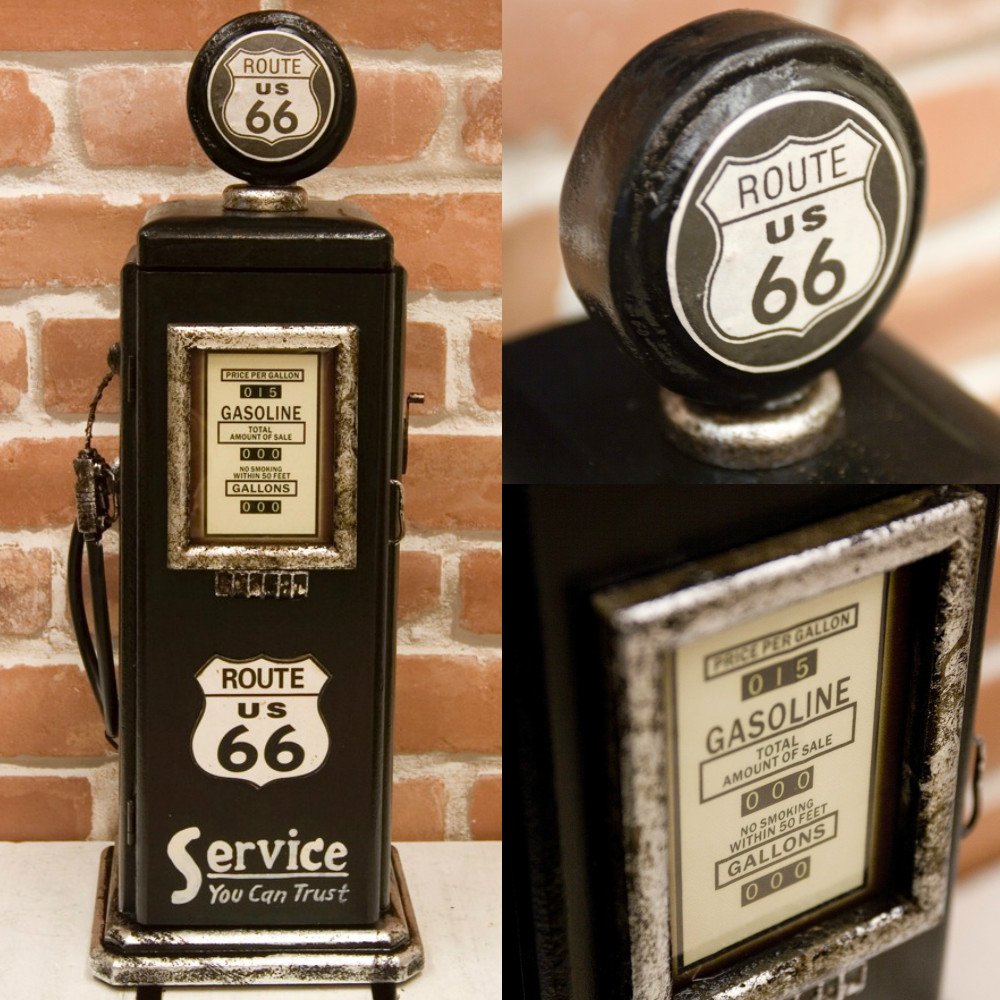 ROUTE
US
66
PRICE PER GALLON
015
GASOLINE
TOTAL
AMOUNT OF SALE
000
NO SMOKING
WITHIN 50 FEET
GALLONS
000
ROUTE
US
66
Service
You Can Trust
ROUTE
US
66
PRICE PER GALLON
015
GASOLINE
TOTAL
AMOUNT OF SALE
000
NO SMOKING
WITHIN 50 FEET
GALLONS
000